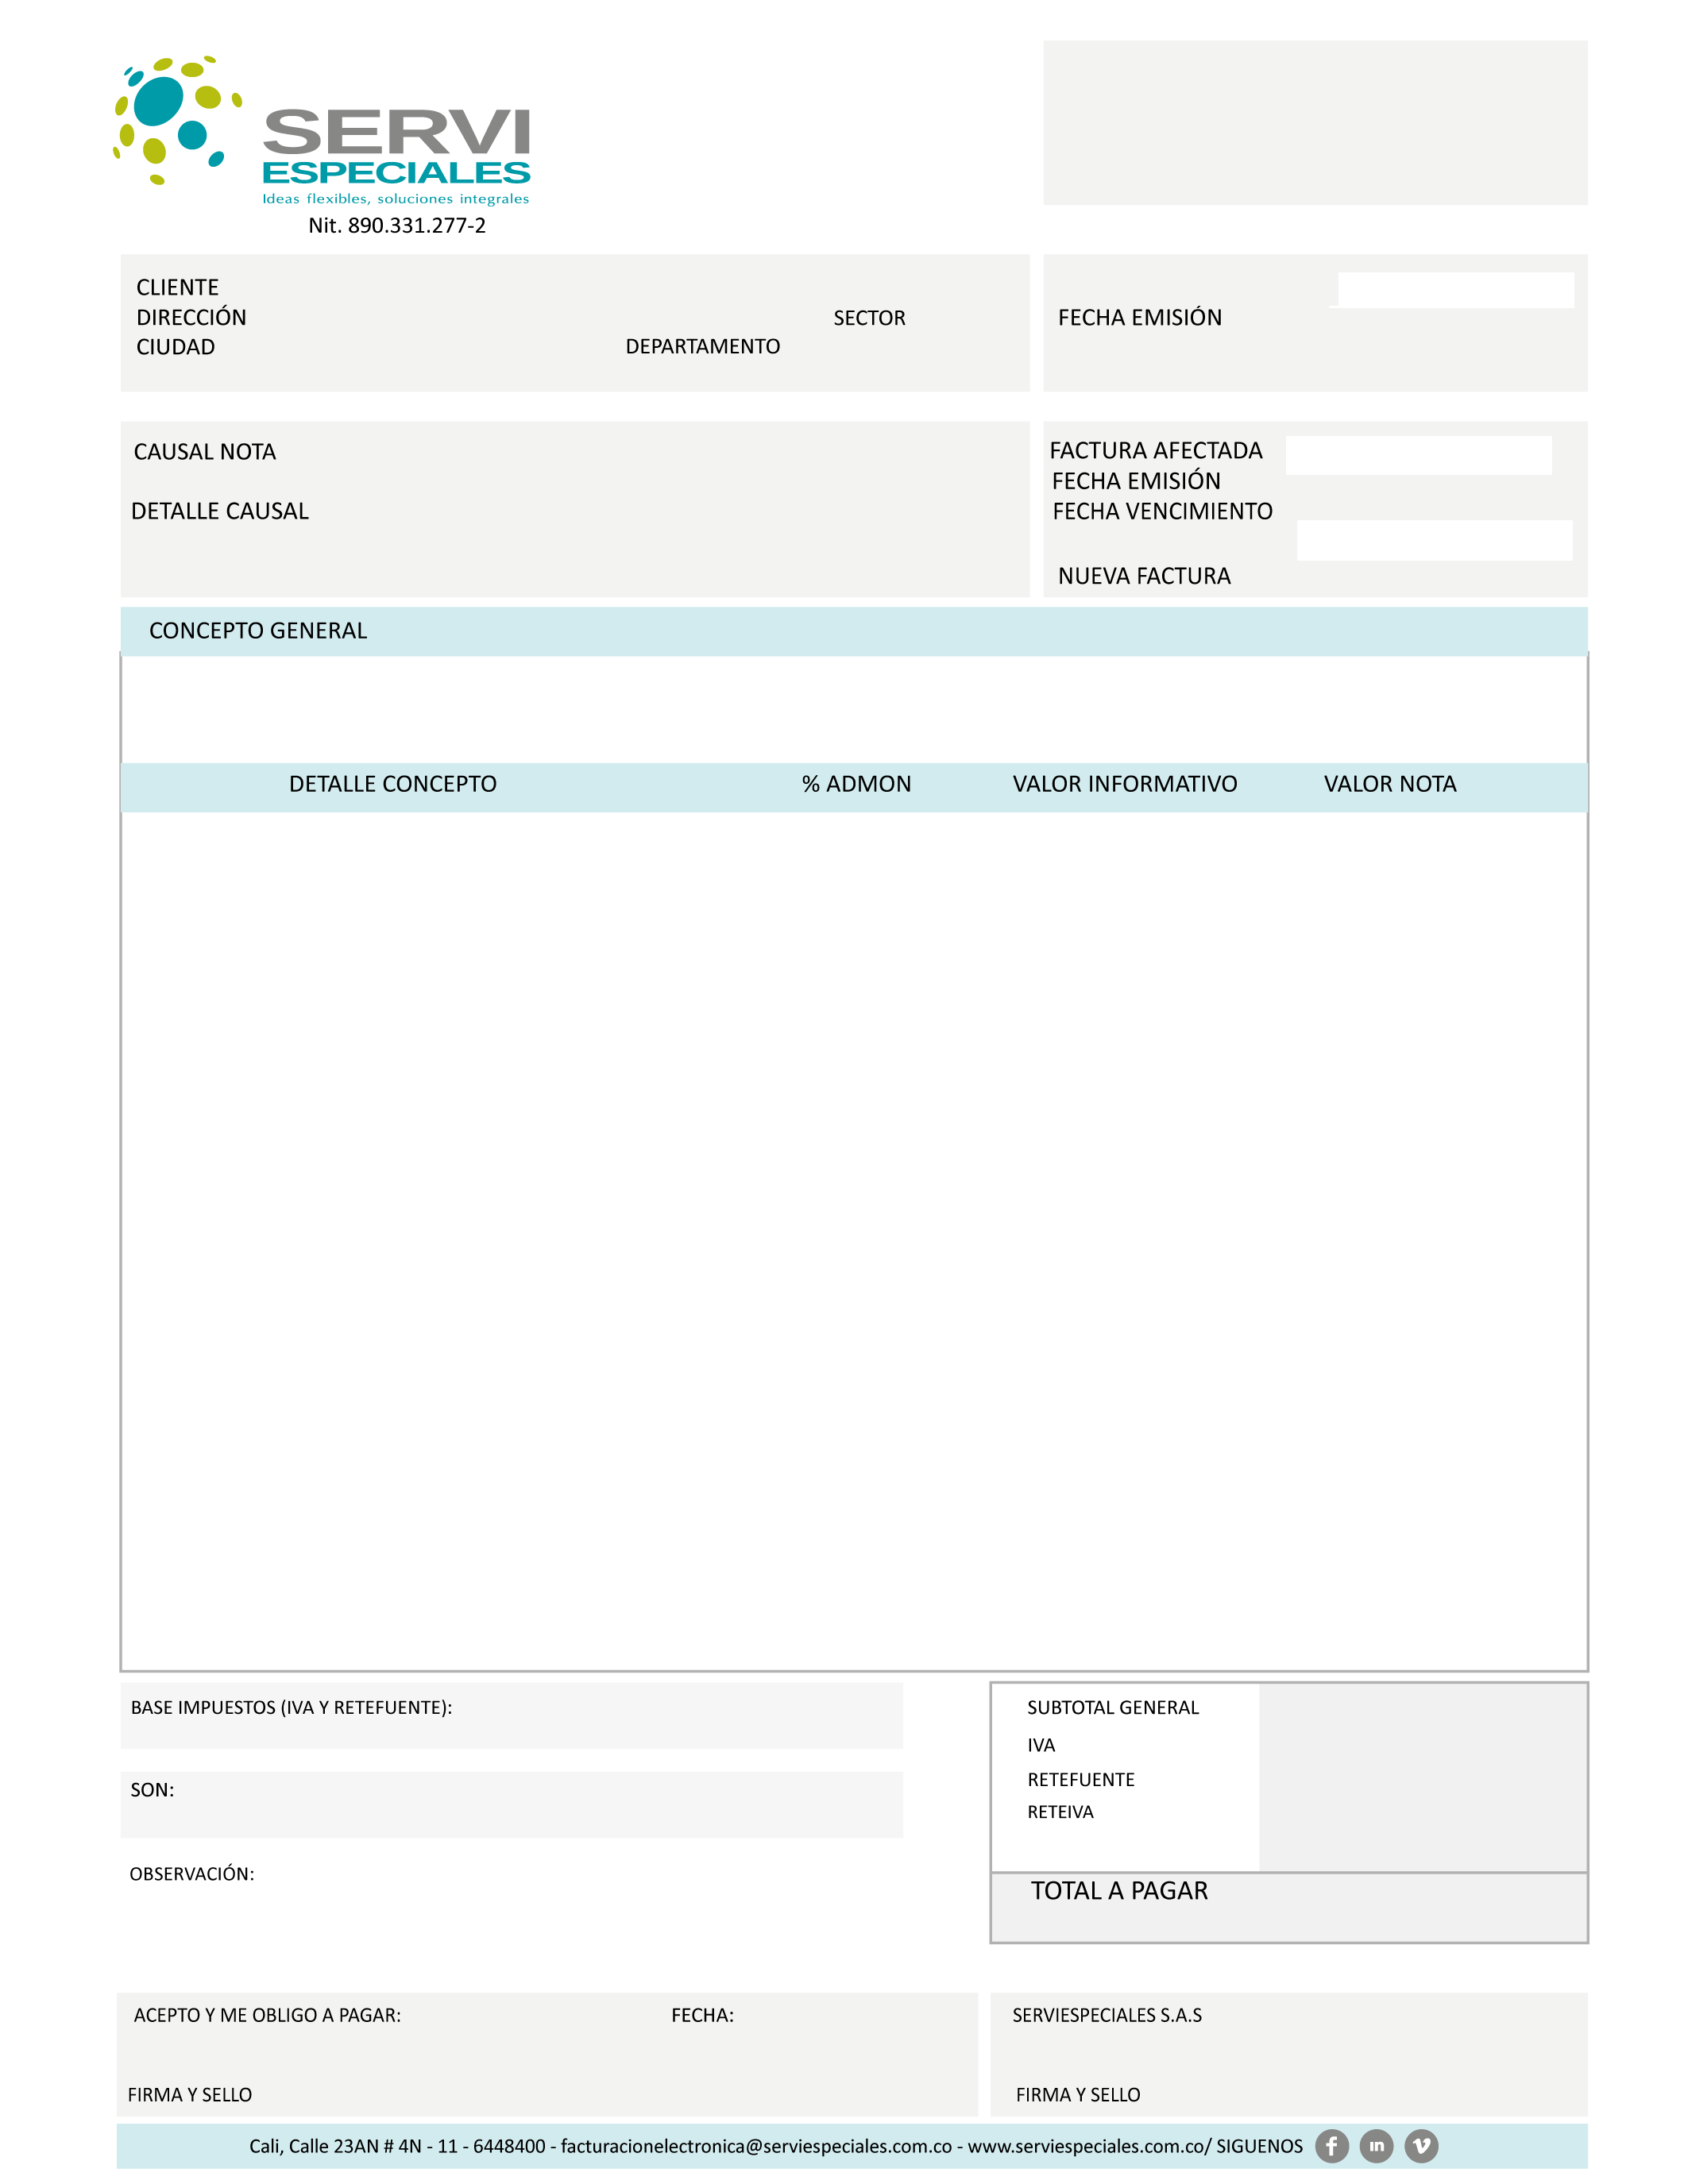 SERVI
ESPECIALES
Ideas flexibles, soluciones integrales
Nit. 890.331.277-2
CLIENTE
DIRECCIÓN SECTOR FECHA EMISIÓN
CIUDAD DEPARTAMENTO
CAUSAL NOTA FACTURA AFECTADA
FECHA EMISIÓN
DETALLE CAUSAL FECHA VENCIMIENTO
NUEVA FACTURA
CONCEPTO GENERAL
DETALLE CONCEPTO % ADMON VALOR INFORMATIVO VALOR NOTA
BASE IMPUESTOS (IVA Y RETEFUENTE): SUBTOTAL GENERAL
IVA
SON: RETEFUENTE
RETEIVA
OBSERVACIÓN: TOTAL A PAGAR
ACEPTO Y ME OBLIGO A PAGAR: FECHA: SERVIESPECIALES S.A.S
FIRMA Y SELLO FIRMA Y SELLO
Cali, Calle 23AN # 4N - 11 - 6448400 - facturacionelectronica@serviespeciales.com.co - www.serviespeciales.com.co/ SIGUENOS f in v